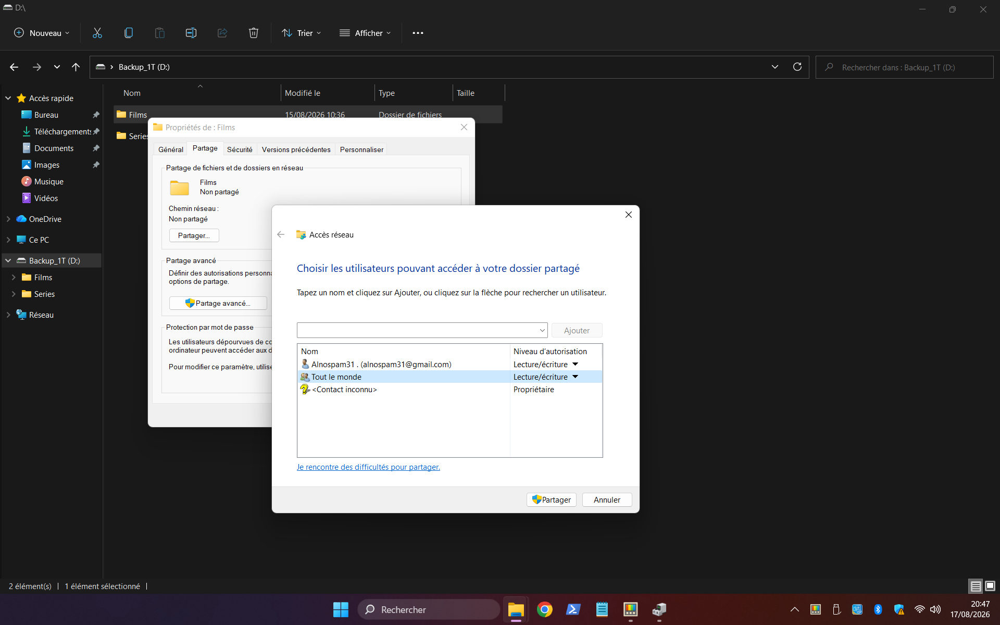 D:\
Nouveau
Trier
Afficher
Backup_1T (D:)
Rechercher dans : Backup_1T (D:)
Accès rapide
Bureau
Téléchargements
Documents
Images
Musique
Vidéos
OneDrive
Ce PC
Backup_1T (D:)
Films
Series
Réseau
Nom
Modifié le
Type
Taille
Films
15/08/2026 10:36
Dossier de fichiers
Series
Propriétés de : Films
Général
Partage
Sécurité
Versions précédentes
Personnaliser
Partage de fichiers et de dossiers en réseau
Films
Non partagé
Chemin réseau :
Non partagé
Partager...
Partage avancé
Définir des autorisations
options de partage.
Partage avancé...
Protection par mot de passe
Les utilisateurs dépourvues de
ordinateur peuvent accéder aux
Pour modifier ce paramètre,
Accès réseau
Choisir les utilisateurs pouvant accéder à votre dossier partagé
Tapez un nom et cliquez sur Ajouter, ou cliquez sur la flèche pour rechercher un utilisateur.
Ajouter
Nom
Niveau d'autorisation
Alnospam31 . (alnospam31@gmail.com)
Lecture/écriture
Tout le monde
Lecture/écriture
<Contact inconnu>
Propriétaire
Je rencontre des difficultés pour partager.
Partager
Annuler
2 élément(s)
1 élément sélectionné
Rechercher
20:47
17/08/2026